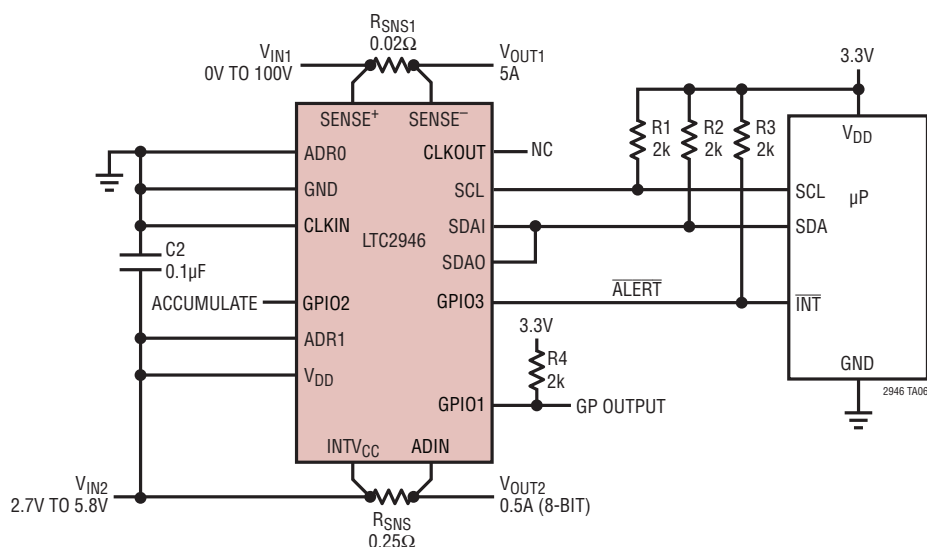 RSNS1
0.02Ω
VIN1
0V TO 100V
VOUT1
5A
3.3V
SENSE+
SENSE–
R1
2k
R2
2k
R3
2k
VDD
ADR0
CLKOUT
NC
GND
SCL
SCL
µP
CLKIN
LTC2946
SDAI
SDA
C2
0.1µF
SDAO
ACCUMULATE
GPIO2
GPIO3
ALERT
INT
3.3V
ADR1
R4
2k
VDD
GND
2946 TA06
GPIO1
GP OUTPUT
INTVCC
ADIN
VIN2
2.7V TO 5.8V
VOUT2
0.5A (8-BIT)
RSNS
0.25Ω